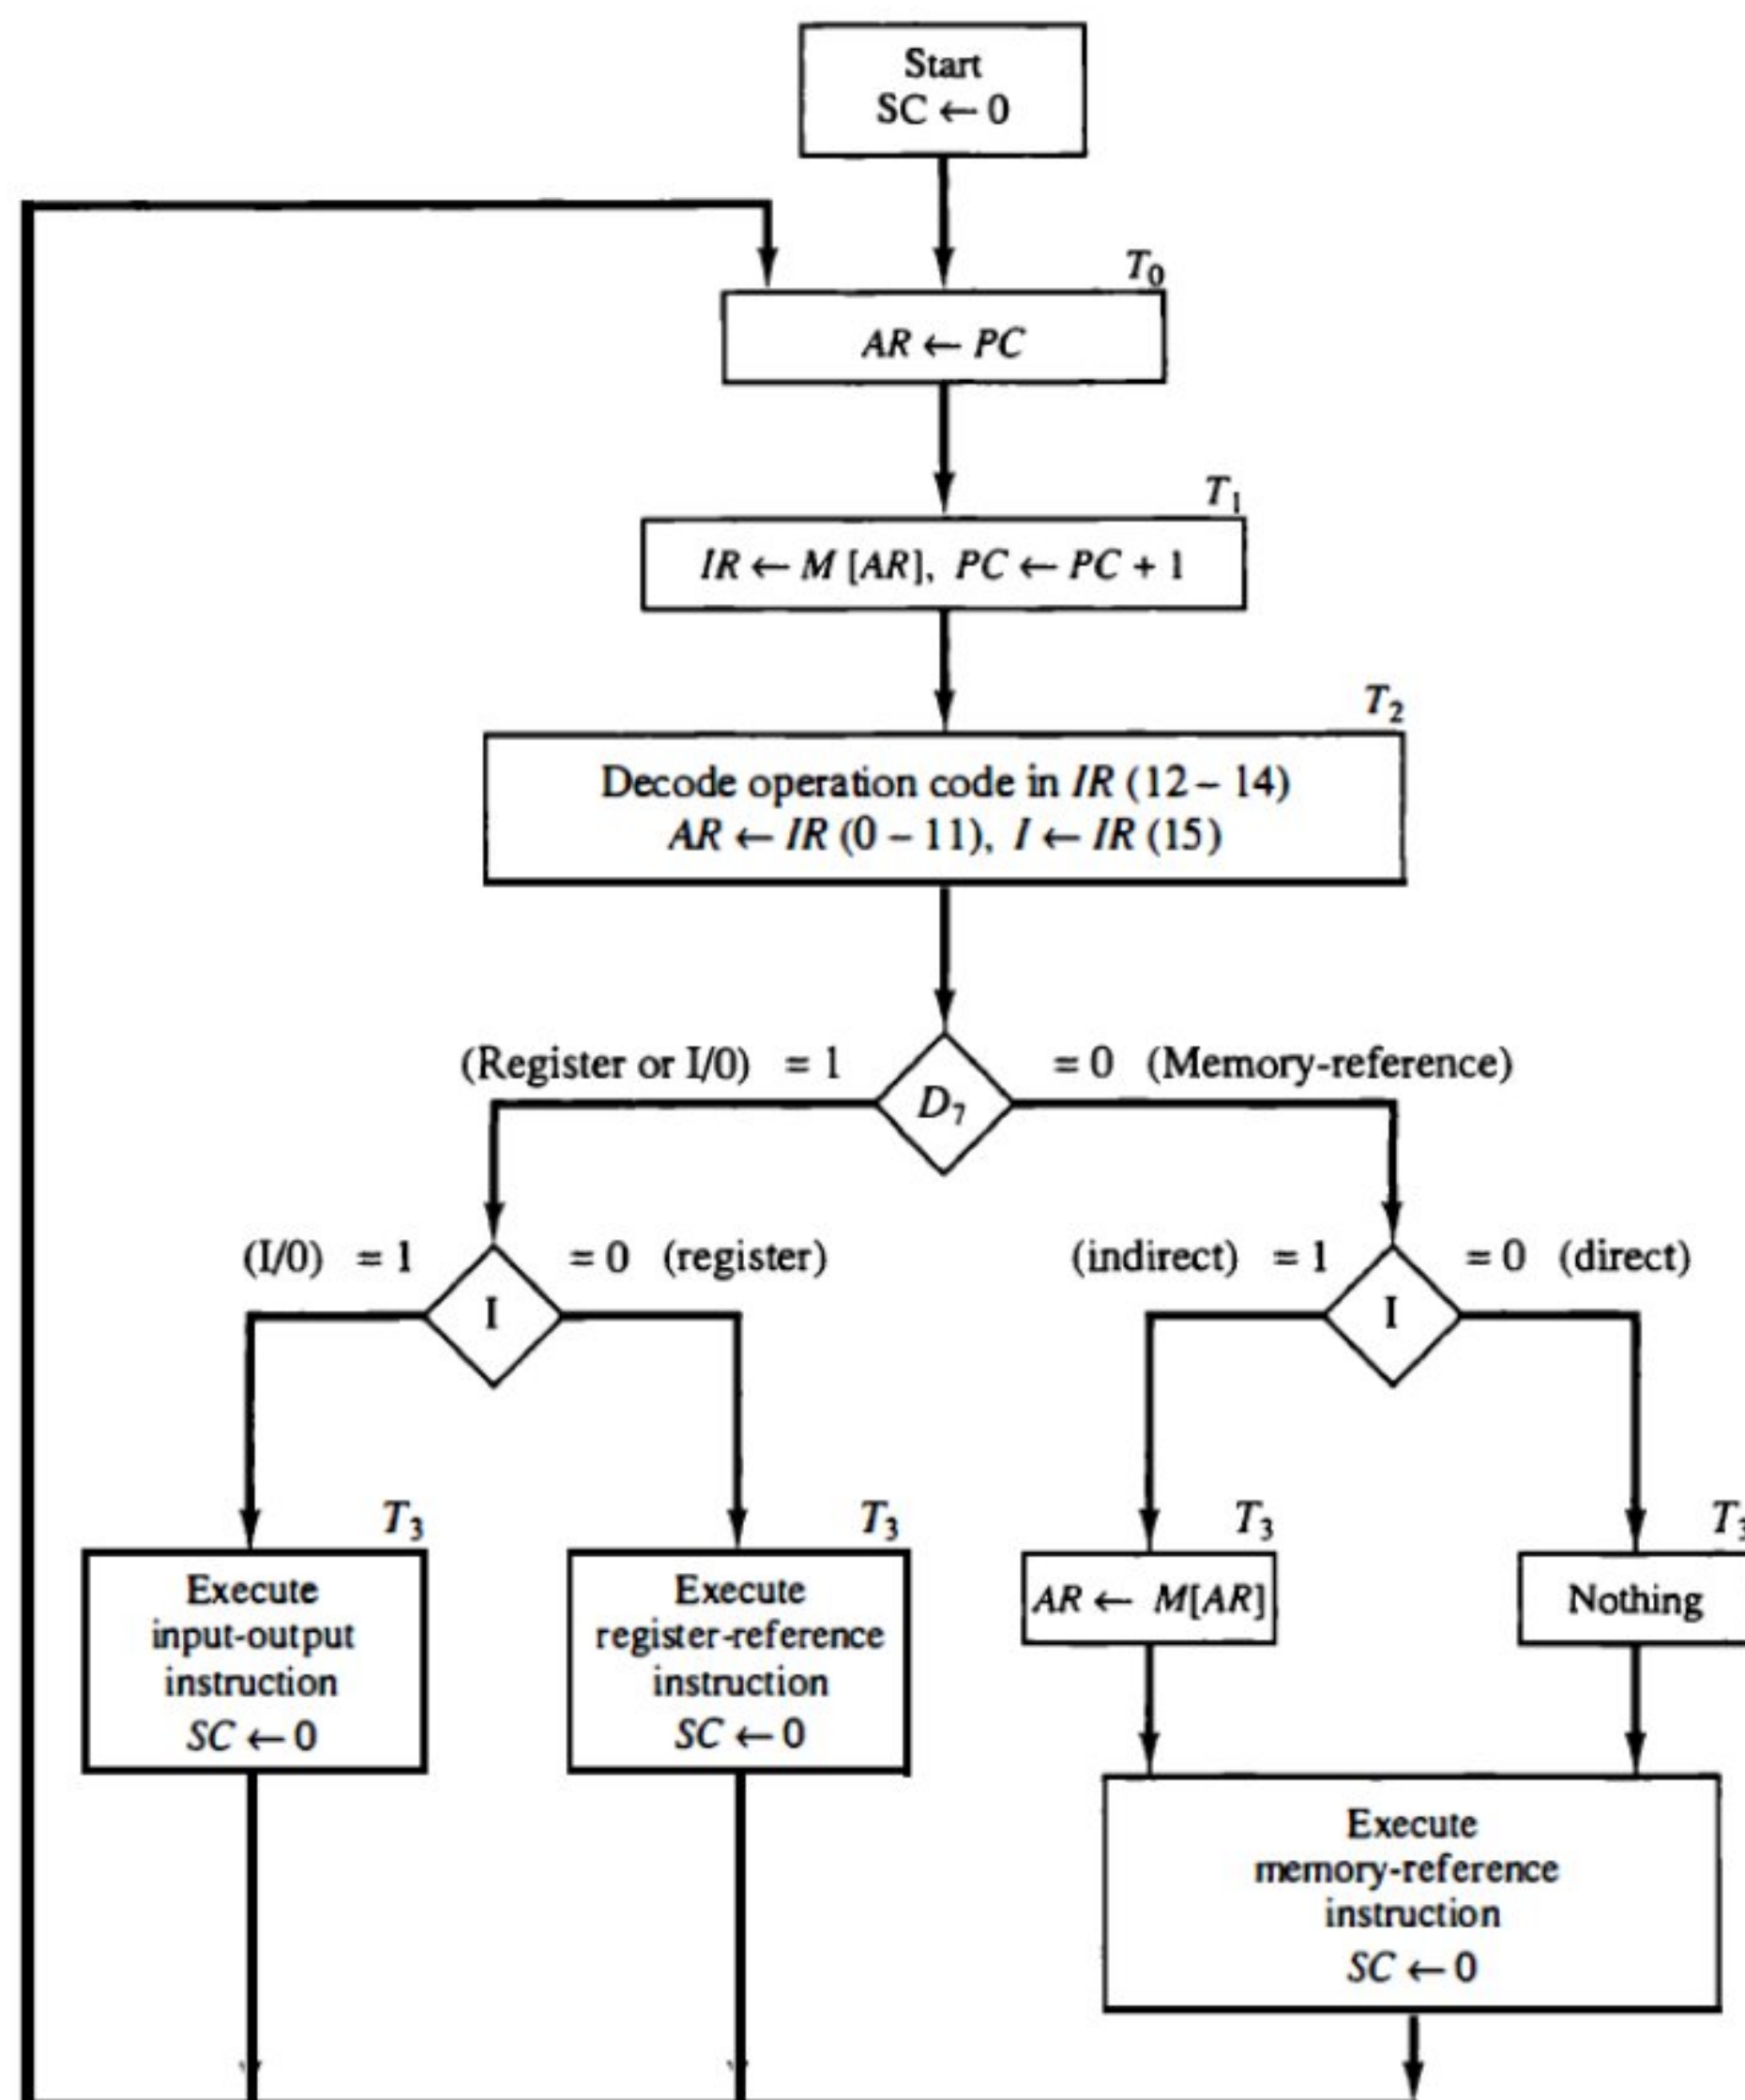 Start
SC ← 0
T₀
AR ← PC
T₁
IR ← M [AR], PC ← PC + 1
T₂
Decode operation code in IR (12 – 14)
AR ← IR (0 – 11), I ← IR (15)
(Register or I/0) = 1
= 0 (Memory-reference)
D₇
(I/0) = 1
= 0 (register)
(indirect) = 1
= 0 (direct)
I
I
T₃
T₃
T₃
T₃
Execute
input-output
instruction
SC ← 0
Execute
register-reference
instruction
SC ← 0
AR ← M[AR]
Nothing
Execute
memory-reference
instruction
SC ← 0